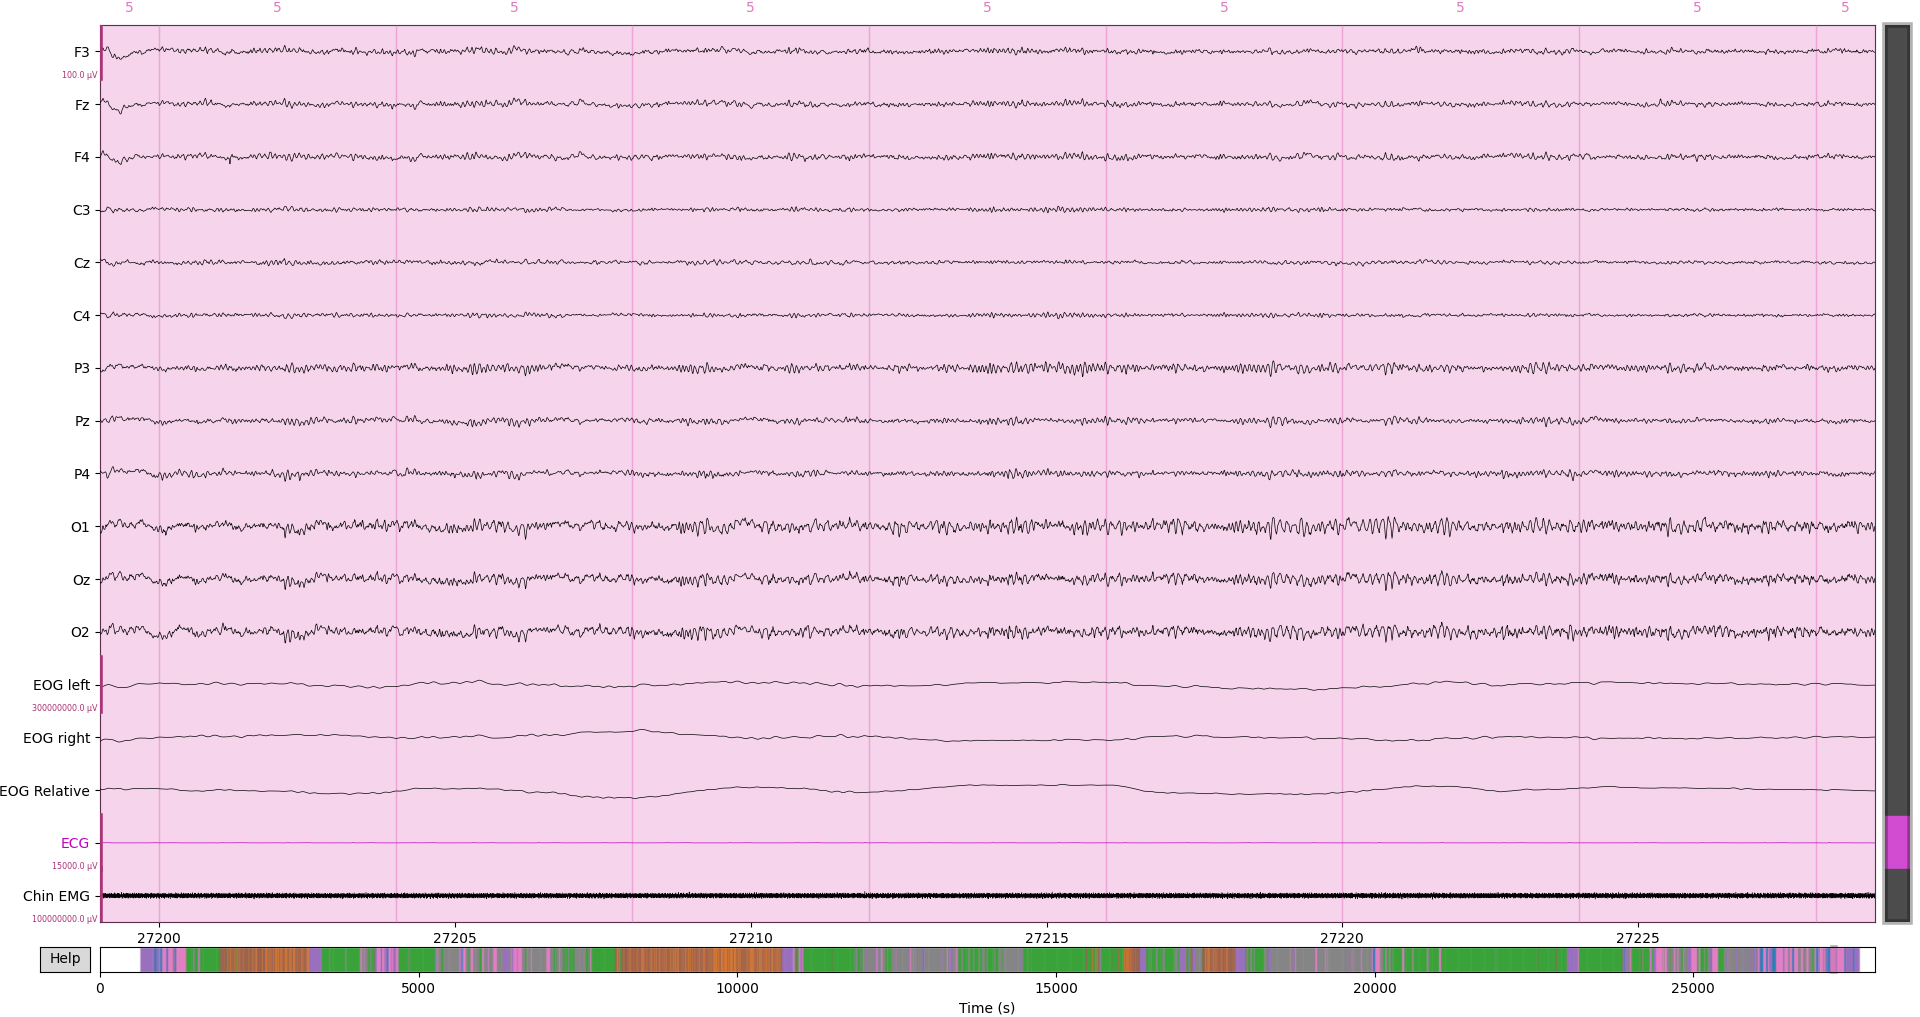 5 5 5 5 5 5 5 5 5
F3
100.0 µV
Fz
F4
C3
Cz
C4
P3
Pz
P4
O1
Oz
O2
EOG left
300000000.0 µV
EOG right
EOG Relative
ECG
15000.0 µV
Chin EMG
100000000.0 µV
27200 27205 27210 27215 27220 27225
Help
0 5000 10000 15000 20000 25000
Time (s)